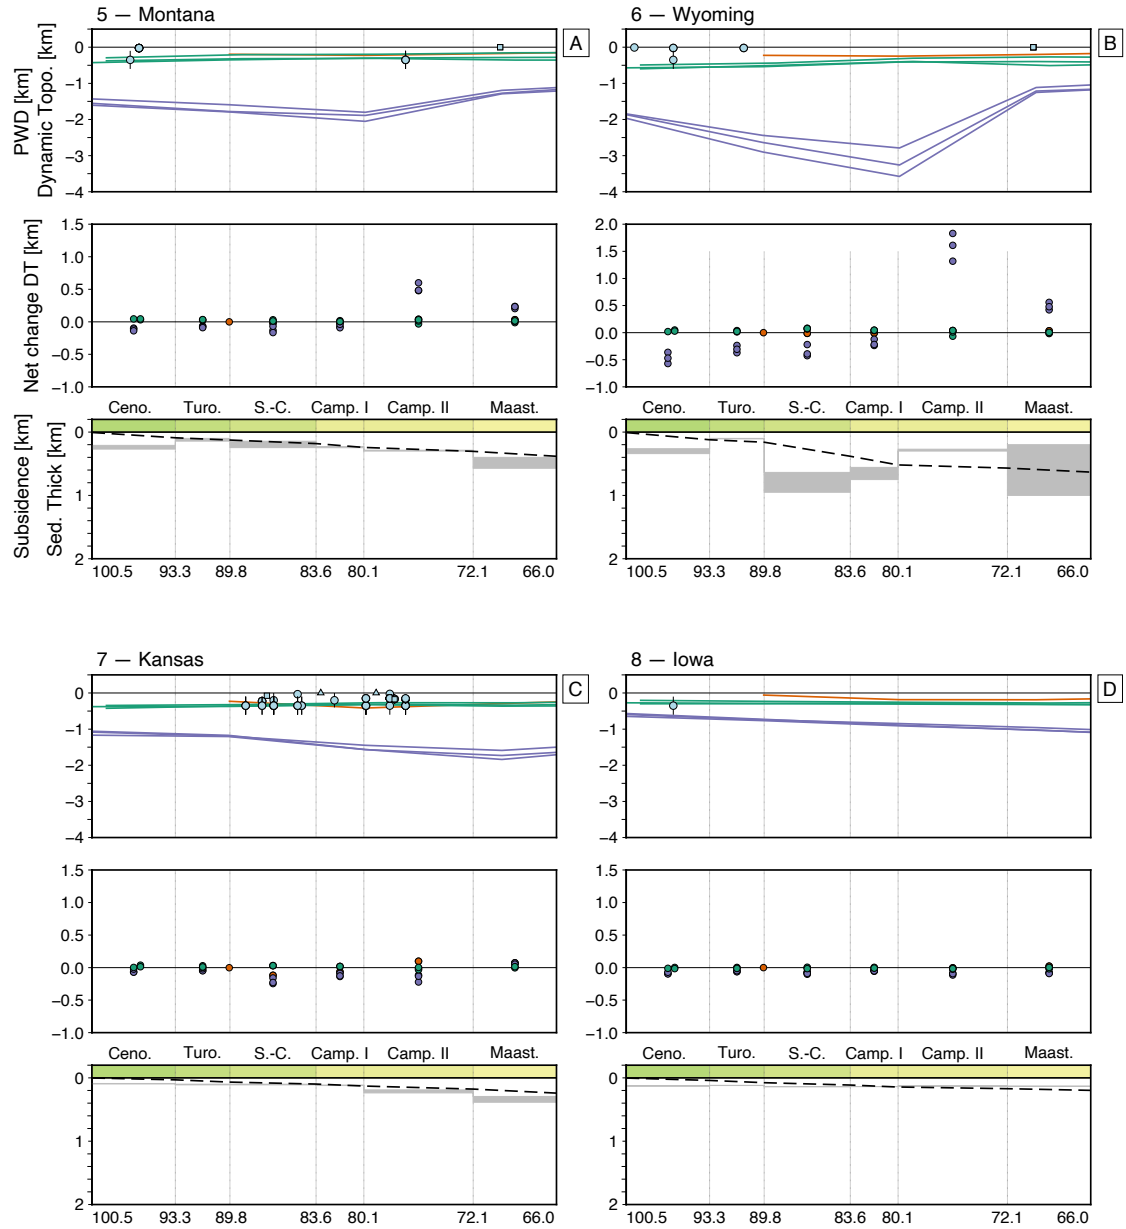 5 — Montana
6 — Wyoming
PWD [km]
Dynamic Topo. [km]
0
−1
−2
−3
−4
A
0
−1
−2
−3
−4
B
Net change DT [km]
1.5
1.0
0.5
0.0
−0.5
−1.0
2.0
1.5
1.0
0.5
0.0
−0.5
−1.0
Ceno. Turo. S.-C. Camp. I Camp. II Maast.
Ceno. Turo. S.-C. Camp. I Camp. II Maast.
Subsidence [km]
Sed. Thick [km]
0
1
2
0
1
2
100.5 93.3 89.8 83.6 80.1 72.1 66.0
100.5 93.3 89.8 83.6 80.1 72.1 66.0
7 — Kansas
8 — Iowa
0
−1
−2
−3
−4
C
0
−1
−2
−3
−4
D
1.5
1.0
0.5
0.0
−0.5
−1.0
1.5
1.0
0.5
0.0
−0.5
−1.0
Ceno. Turo. S.-C. Camp. I Camp. II Maast.
Ceno. Turo. S.-C. Camp. I Camp. II Maast.
0
1
2
0
1
2
100.5 93.3 89.8 83.6 80.1 72.1 66.0
100.5 93.3 89.8 83.6 80.1 72.1 66.0